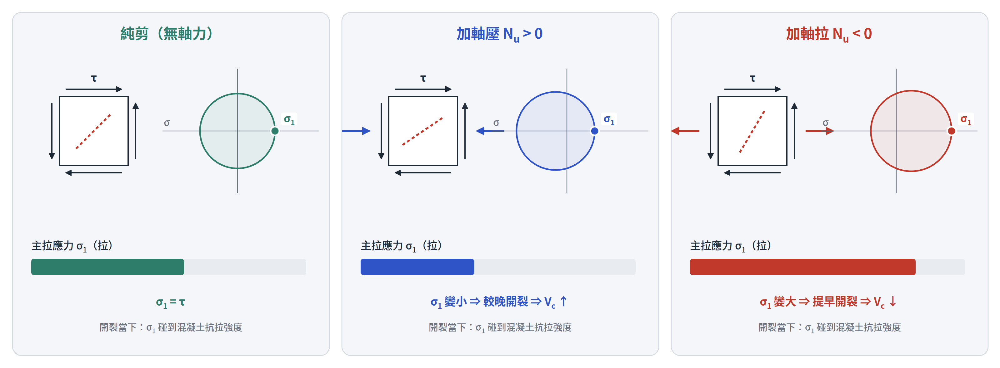 純剪（無軸力）
τ
σ
σ₁
主拉應力 σ₁（拉）
σ₁ = τ
開裂當下：σ₁ 碰到混凝土抗拉強度
加軸壓 Nᵤ > 0
τ
σ
σ₁
主拉應力 σ₁（拉）
σ₁ 變小 ⇒ 較晚開裂 ⇒ V_c ↑
開裂當下：σ₁ 碰到混凝土抗拉強度
加軸拉 Nᵤ < 0
τ
σ
σ₁
主拉應力 σ₁（拉）
σ₁ 變大 ⇒ 提早開裂 ⇒ V_c ↓
開裂當下：σ₁ 碰到混凝土抗拉強度